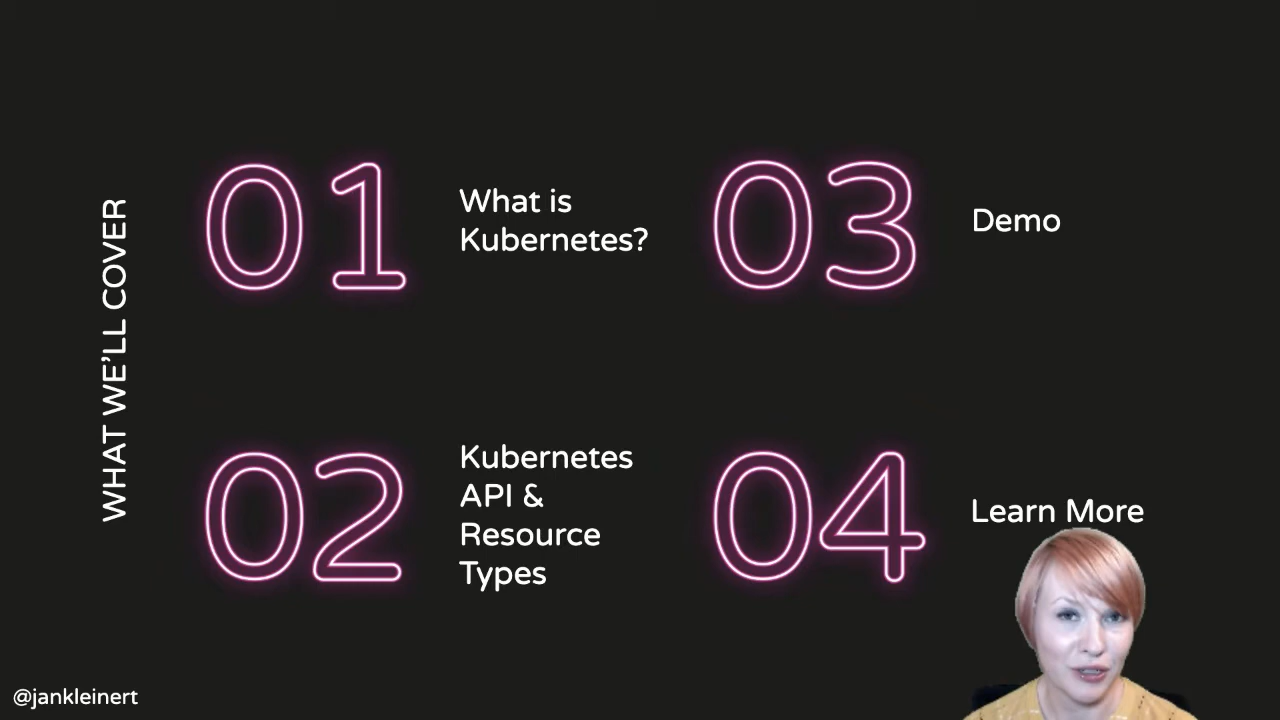 WHAT WE'LL COVER
01
What is
Kubernetes?
02
Kubernetes
API &
Resource
Types
03
Demo
04
Learn More
@jankleinert